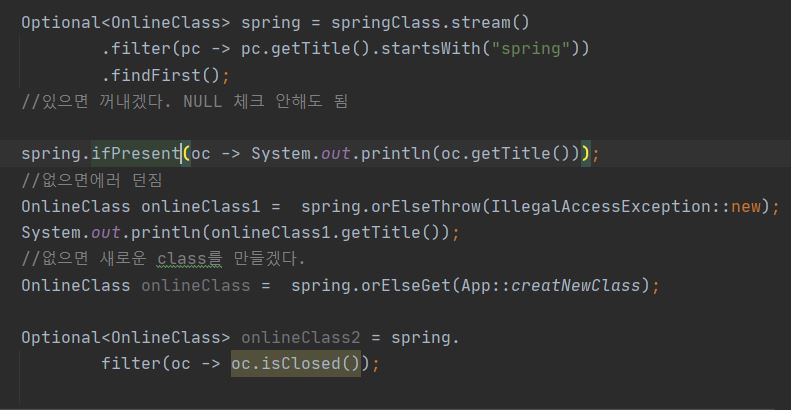 Optional<OnlineClass> spring = springClass.stream()
.filter(pc -> pc.getTitle().startsWith("spring"))
.findFirst();
//있으면 꺼내겠다. NULL 체크 안해도 됨
spring.ifPresent(oc -> System.out.println(oc.getTitle()));
//없으면에러 던짐
OnlineClass onlineClass1 =  spring.orElseThrow(IllegalAccessException::new);
System.out.println(onlineClass1.getTitle());
//없으면 새로운 class를 만들겠다.
OnlineClass onlineClass =  spring.orElseGet(App::creatNewClass);
Optional<OnlineClass> onlineClass2 = spring.
filter(oc -> oc.isClosed());